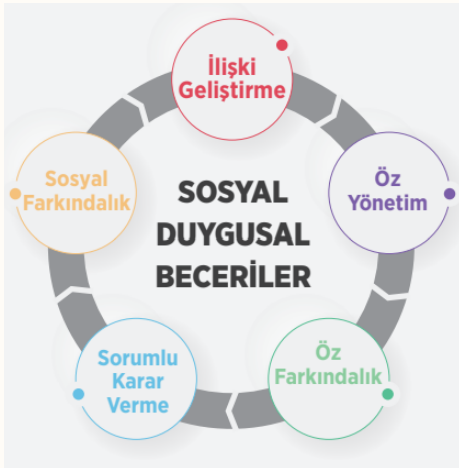 İlişki
Geliştirme
Sosyal
Farkındalık
SOSYAL
DUYGUSAL
BECERİLER
Öz
Yönetim
Sorumlu
Karar
Verme
Öz
Farkındalık